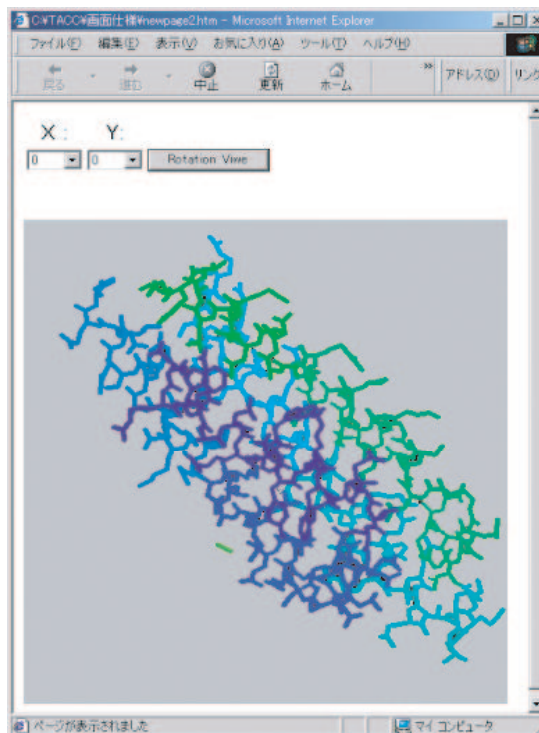 C:¥TACC¥画面仕様¥newpage2.htm - Microsoft Internet Explorer
ファイル(F) 編集(E) 表示(V) お気に入り(A) ツール(T) ヘルプ(H)
戻る 進む 中止 更新 ホーム » アドレス(D) リンク
X : Y:
0 0 Rotation View
ページが表示されました マイ コンピュータ